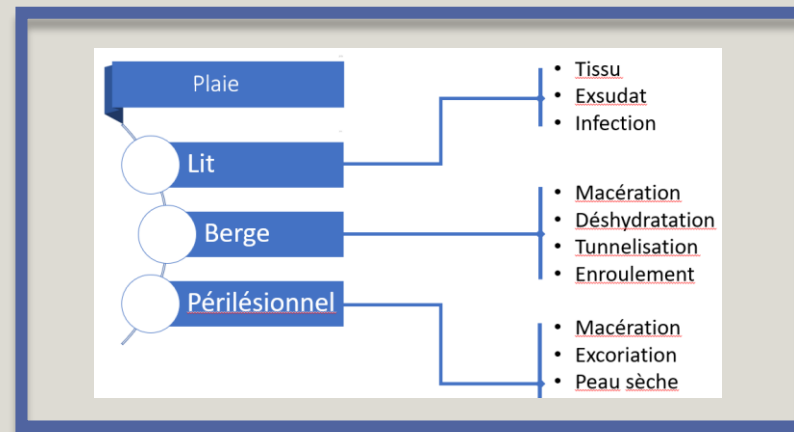 Plaie
Lit
• Tissu
• Exsudat
• Infection
Berge
• Macération
• Déshydratation
• Tunnelisation
• Enroulement
Périlésionnel
• Macération
• Excoriation
• Peau sèche